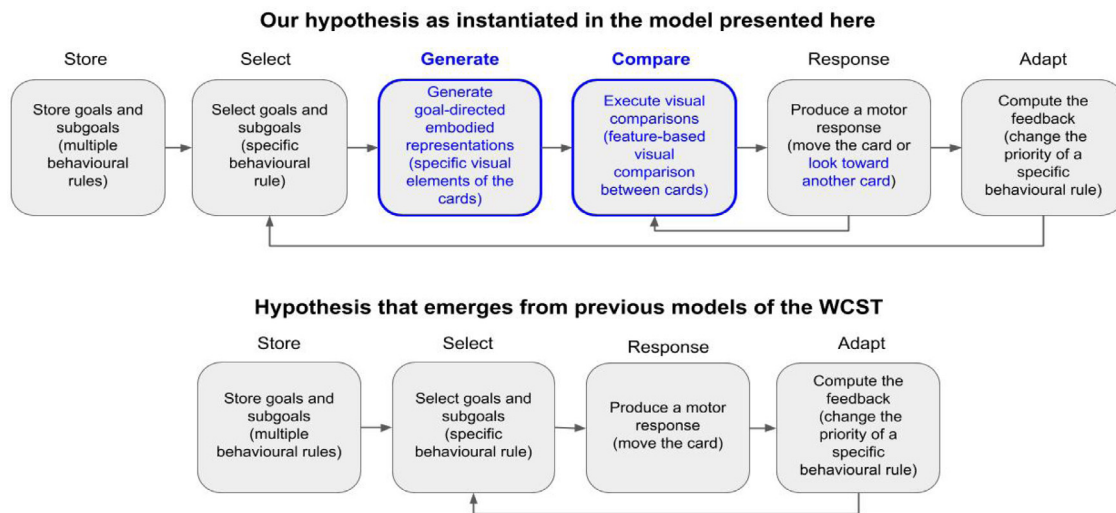 Our hypothesis as instantiated in the model presented here
Store
Select
Generate
Compare
Response
Adapt
Store goals and
subgoals
(multiple
behavioural rules)
Select goals and
subgoals
(specific
behavioural
rule)
Generate
goal-directed
embodied
representations
(specific visual
elements of the
cards)
Execute visual
comparisons
(feature-based
visual
comparison
between cards)
Produce a motor
response
(move the card or
look toward
another card)
Compute the
feedback
(change the
priority of a
specific
behavioural rule)
Hypothesis that emerges from previous models of the WCST
Store
Select
Response
Adapt
Store goals and
subgoals
(multiple
behavioural rules)
Select goals and
subgoals
(specific
behavioural rule)
Produce a motor
response
(move the card)
Compute the
feedback
(change the
priority of a
specific
behavioural rule)